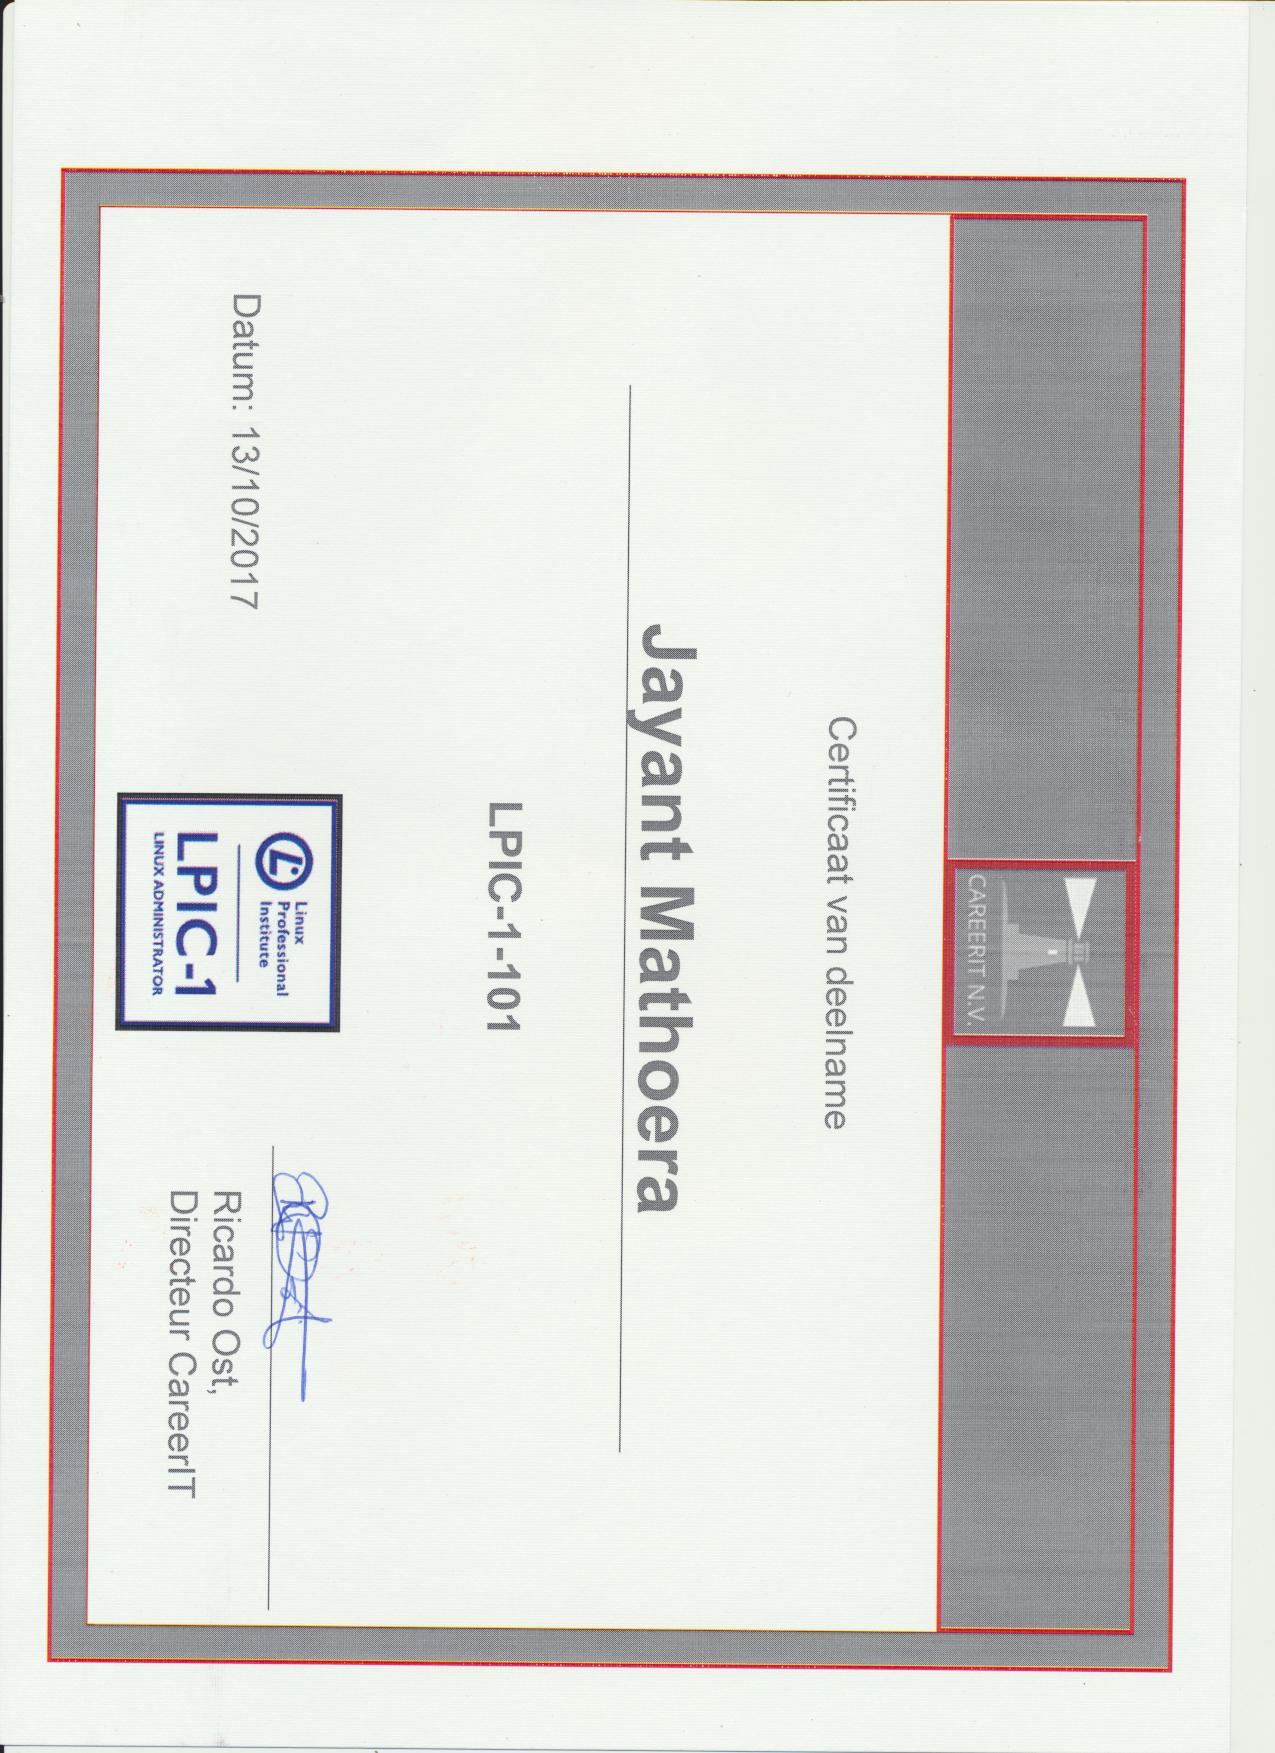 CAREERIT N.V.
Certificaat van deelname
Jayant Mathoera
LPIC-1-101
Linux
Professional
Institute
LPIC-1
LINUX ADMINISTRATOR
Datum: 13/10/2017
Ricardo Ost,
Directeur CareerIT